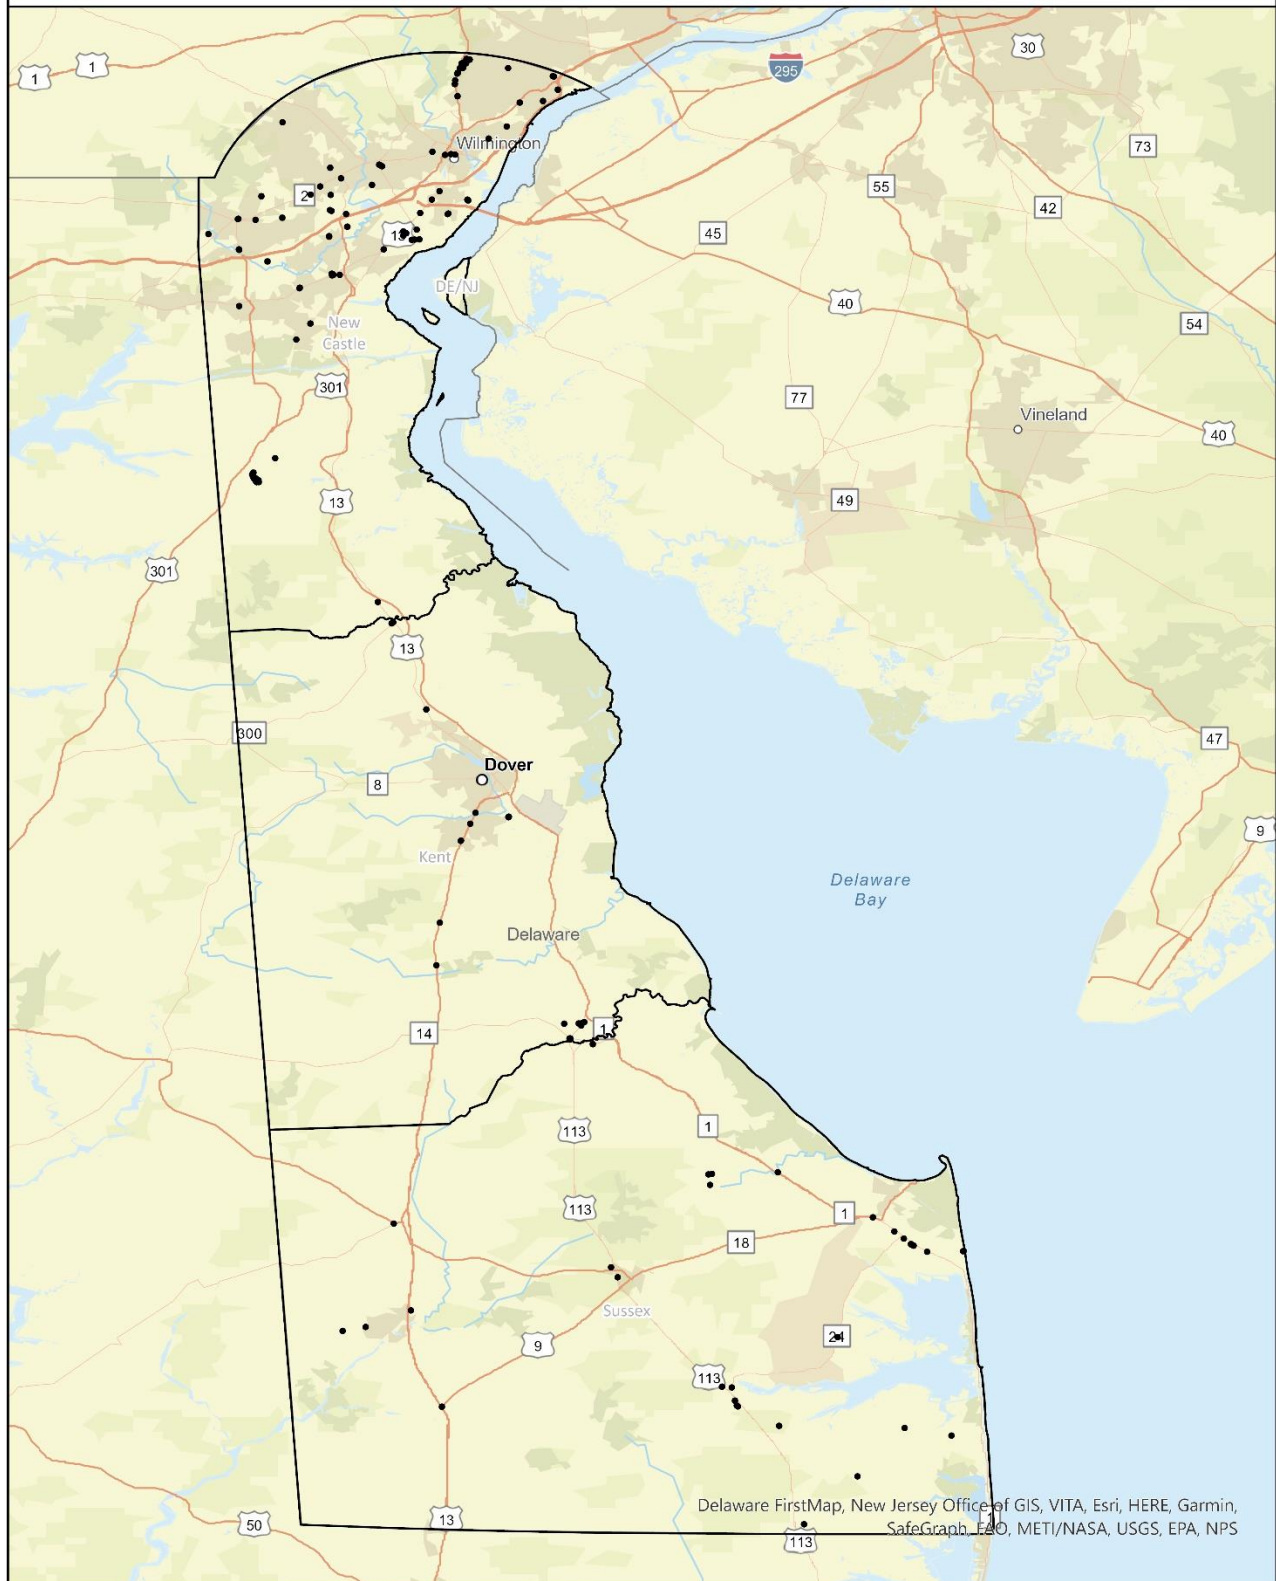 30
1
1
295
73
Wilmington
55
2
42
45
13
DE/NJ
40
54
New
Castle
301
77
Vineland
40
49
13
301
13
300
47
Dover
8
9
Kent
Delaware
Bay
Delaware
1
14
1
113
113
1
18
Sussex
24
9
113
Delaware FirstMap, New Jersey Office of GIS, VITA, Esri, HERE, Garmin,
SafeGraph, FAO, METI/NASA, USGS, EPA, NPS
1
50
13
113